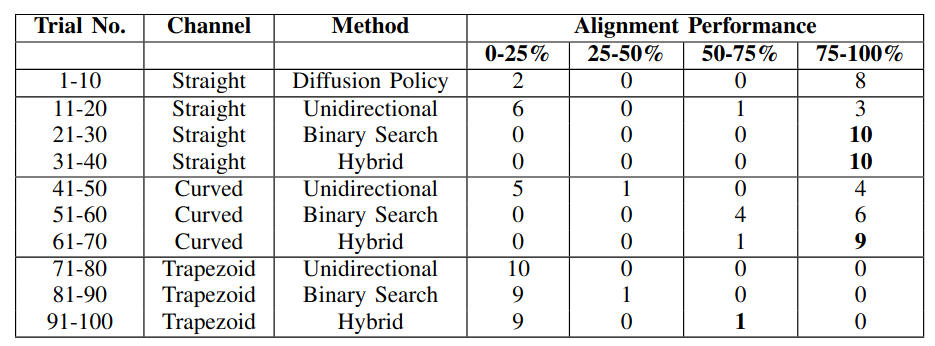 Trial No. Channel Method Alignment Performance
0-25% 25-50% 50-75% 75-100%
1-10 Straight Diffusion Policy 2 0 0 8
11-20 Straight Unidirectional 6 0 1 3
21-30 Straight Binary Search 0 0 0 10
31-40 Straight Hybrid 0 0 0 10
41-50 Curved Unidirectional 5 1 0 4
51-60 Curved Binary Search 0 0 4 6
61-70 Curved Hybrid 0 0 1 9
71-80 Trapezoid Unidirectional 10 0 0 0
81-90 Trapezoid Binary Search 9 1 0 0
91-100 Trapezoid Hybrid 9 0 1 0